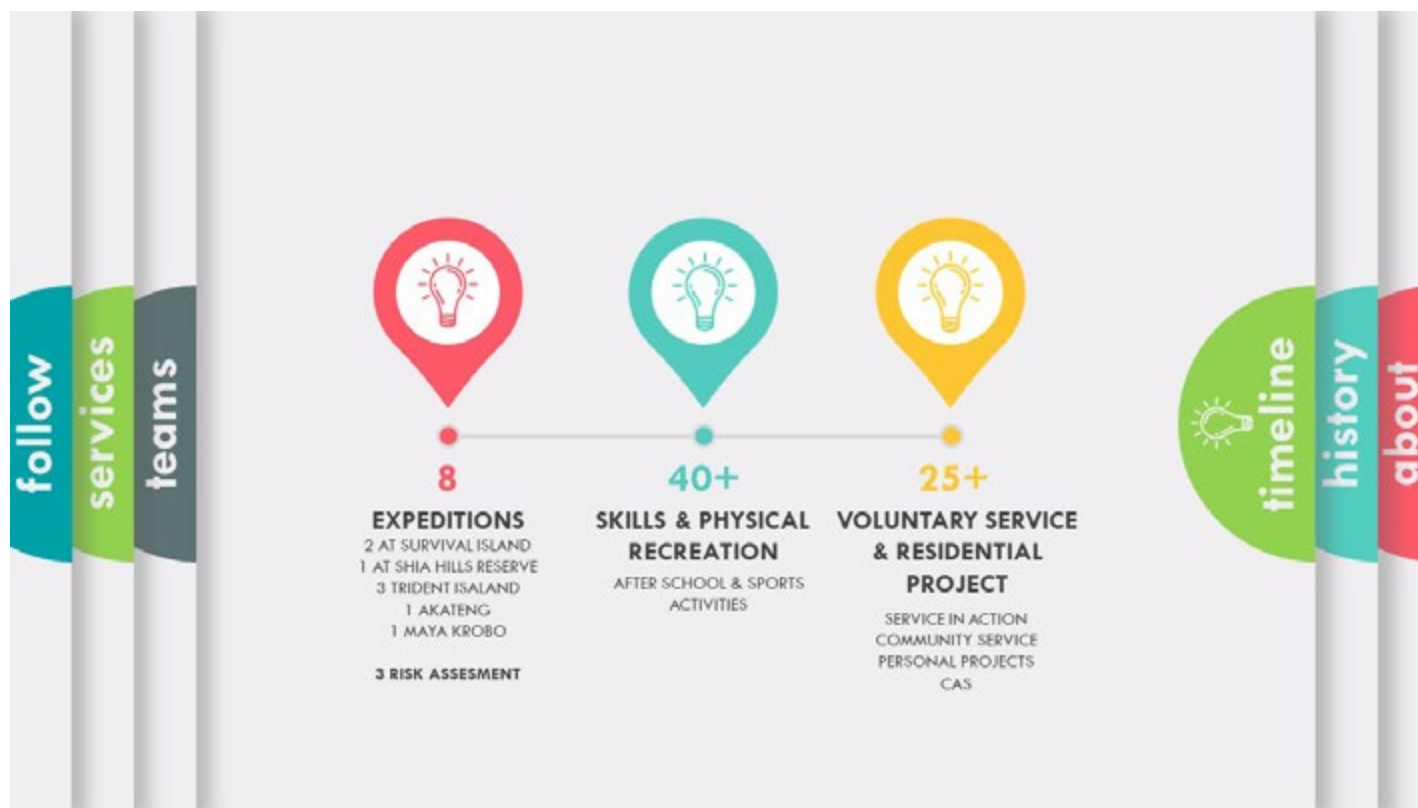 follow
services
teams
8
EXPEDITIONS
2 AT SURVIVAL ISLAND
1 AT SHIA HILLS RESERVE
3 TRIDENT ISALAND
1 AKATENG
1 MAYA KROBO
3 RISK ASSESMENT
40+
SKILLS & PHYSICAL
RECREATION
AFTER SCHOOL & SPORTS
ACTIVITIES
25+
VOLUNTARY SERVICE
& RESIDENTIAL
PROJECT
SERVICE IN ACTION
COMMUNITY SERVICE
PERSONAL PROJECTS
CAS
timeline
history
about